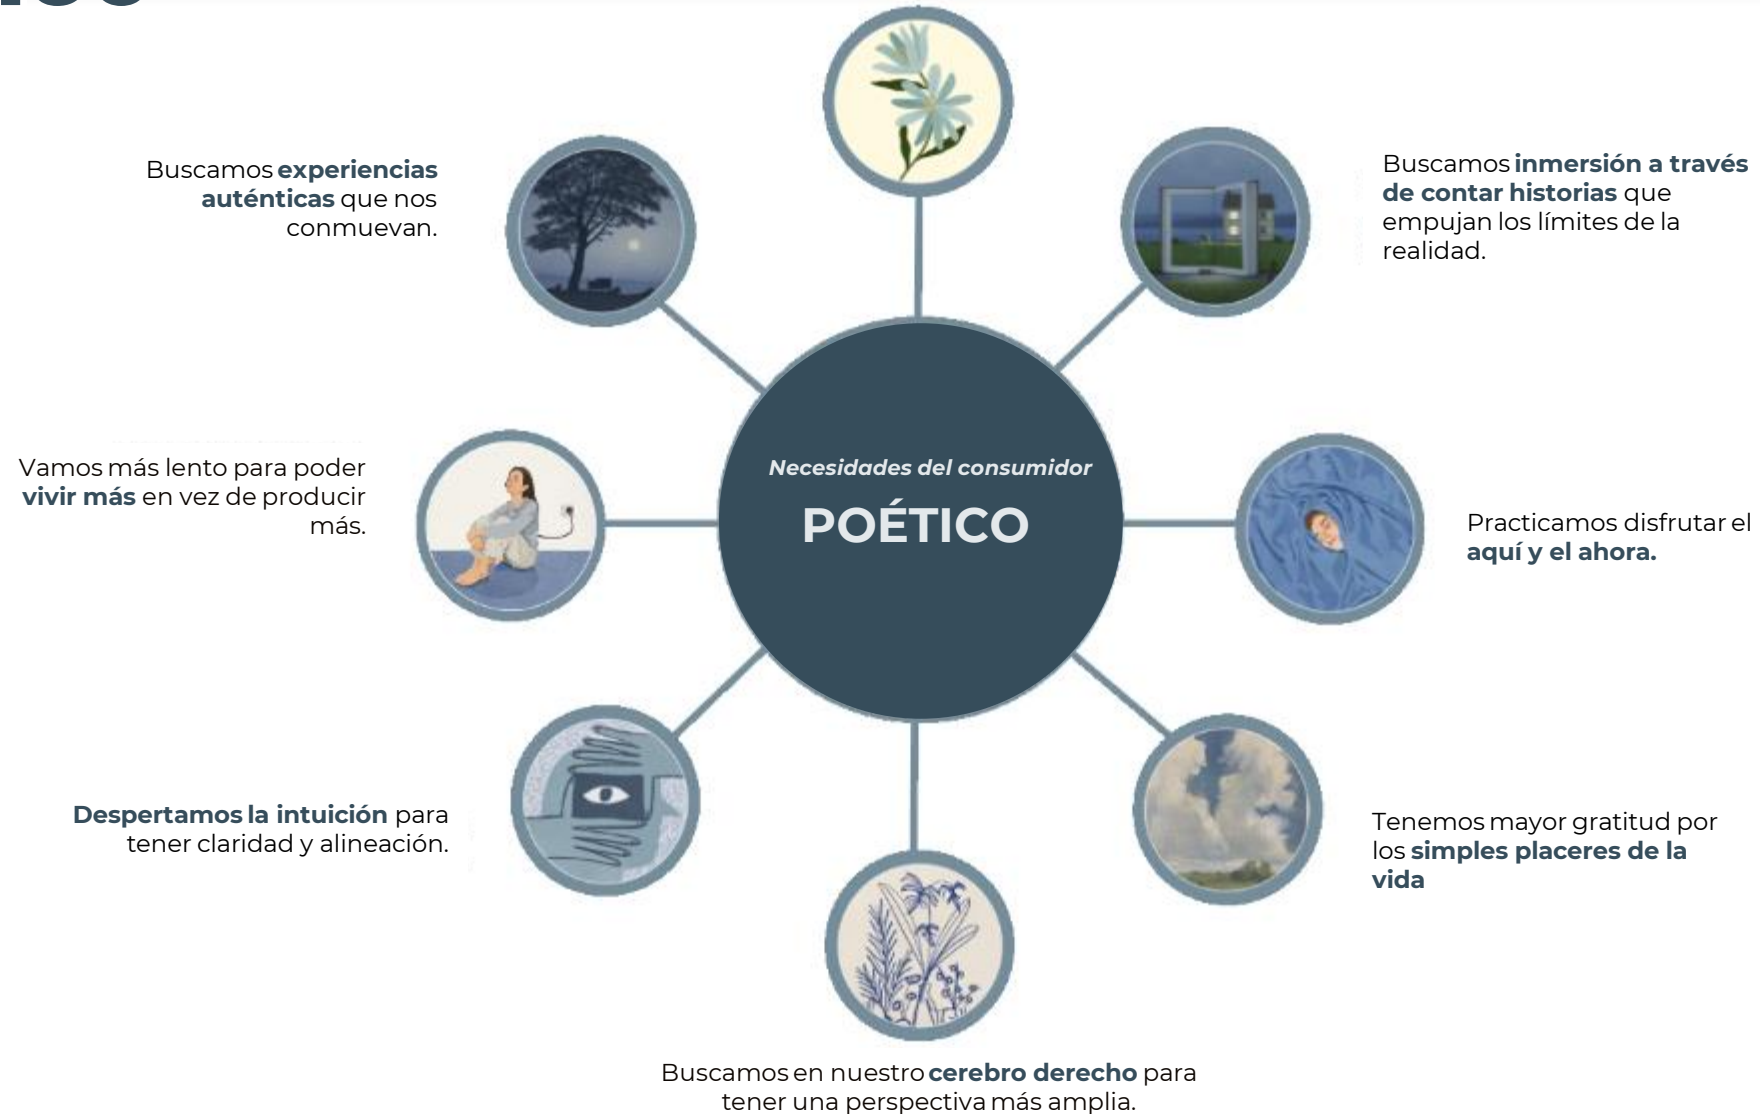 Buscamos experiencias
auténticas que nos
conmuevan.
Buscamos inmersión a través
de contar historias que
empujan los límites de la
realidad.
Vamos más lento para poder
vivir más en vez de producir
más.
Necesidades del consumidor
POÉTICO
Practicamos disfrutar el
aquí y el ahora.
Despertamos la intuición para
tener claridad y alineación.
Tenemos mayor gratitud por
los simples placeres de la
vida
Buscamos en nuestro cerebro derecho para
tener una perspectiva más amplia.